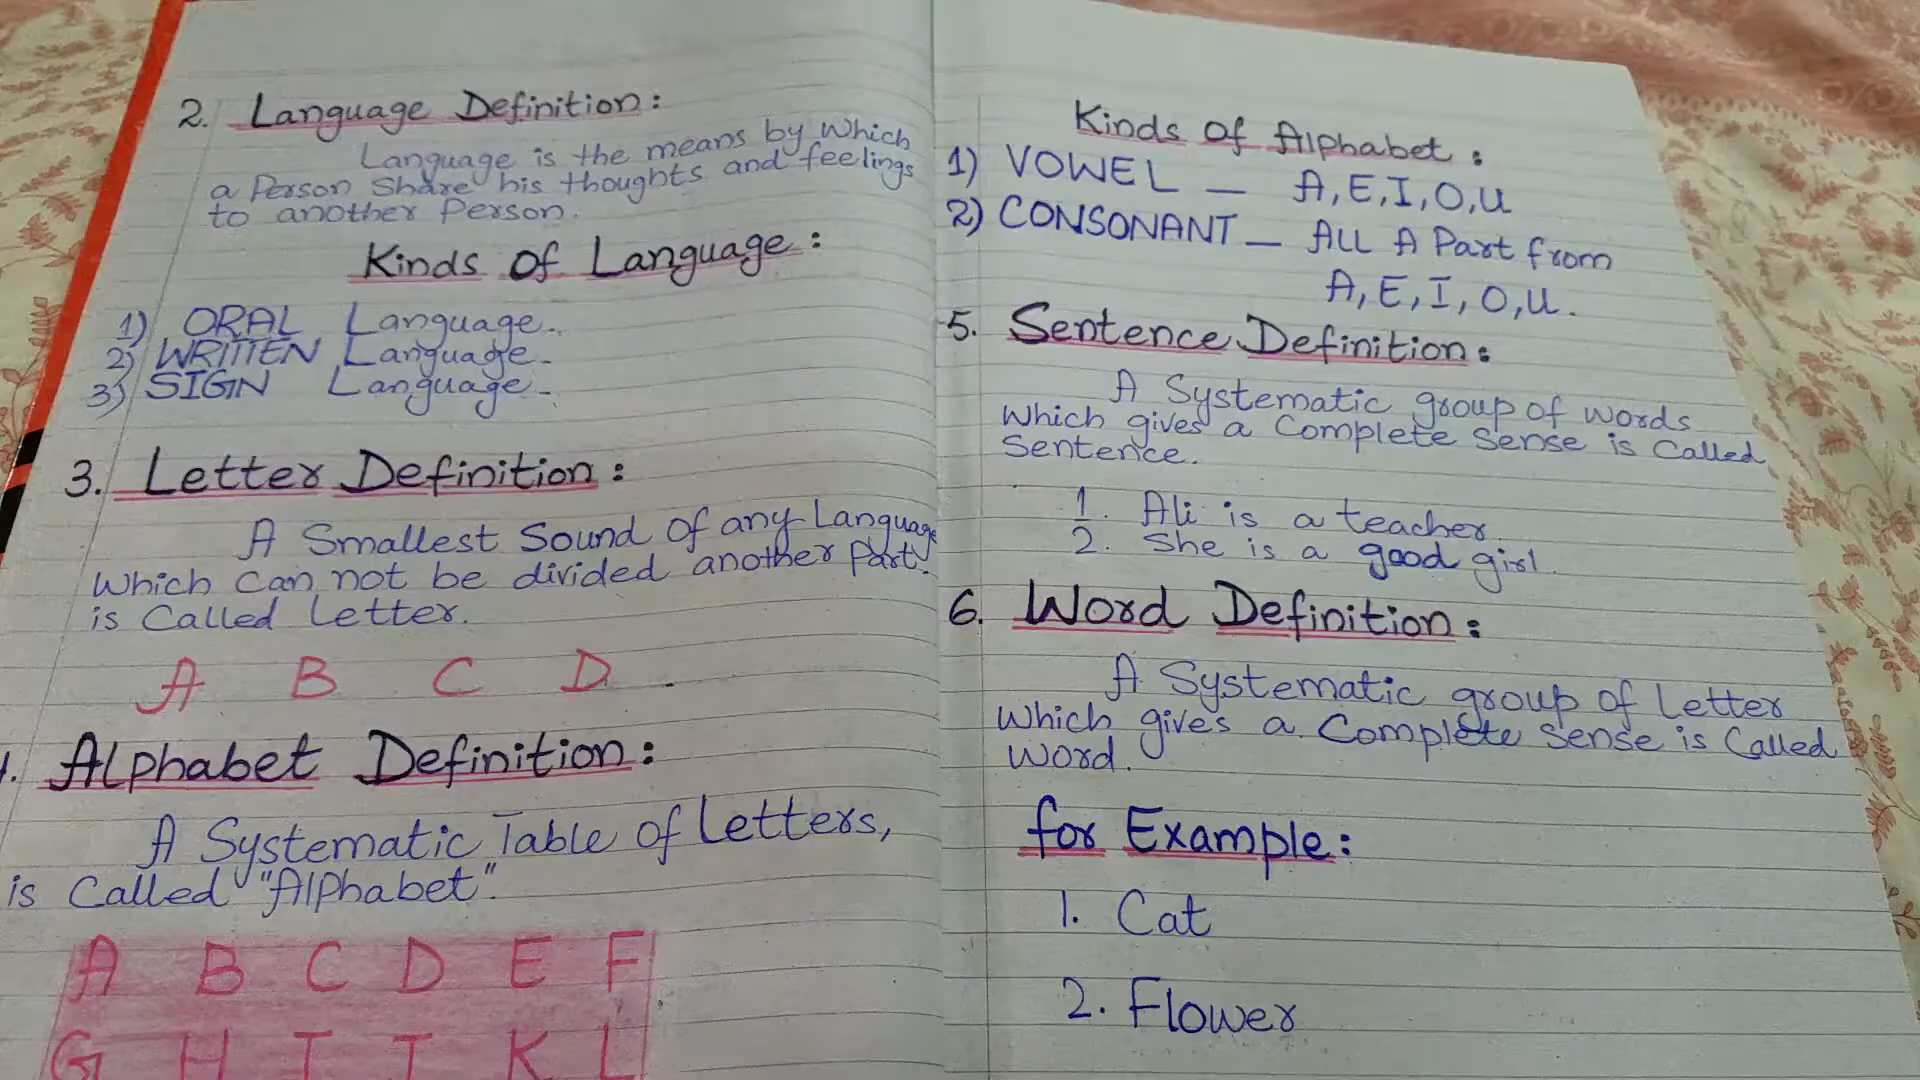 2. Language Definition:
Language is the means by which
a Person Share his thoughts and feelings
to another Person.
Kinds of Language:
1) ORAL Language.
2) WRITTEN Language.
3) SIGN Language.
3. Letter Definition:
A Smallest Sound of any Language
which can not be divided another Part.
is Called Letter.
A B C D
Alphabet Definition:
A Systematic Table of Letters,
is Called "Alphabet".
A B C D E F
G H I J K L
Kinds of Alphabet:
1) VOWEL – A, E, I, O, U
2) CONSONANT – ALL A Part from
A, E, I, O, U.
5. Sentence Definition:
A Systematic group of words
which gives a Complete Sense is Called
Sentence.
1. Ali is a teacher.
2. She is a good girl.
6. Word Definition:
A Systematic group of Letter
which gives a Complete Sense is Called
Word.
for Example:
1. Cat
2. Flower